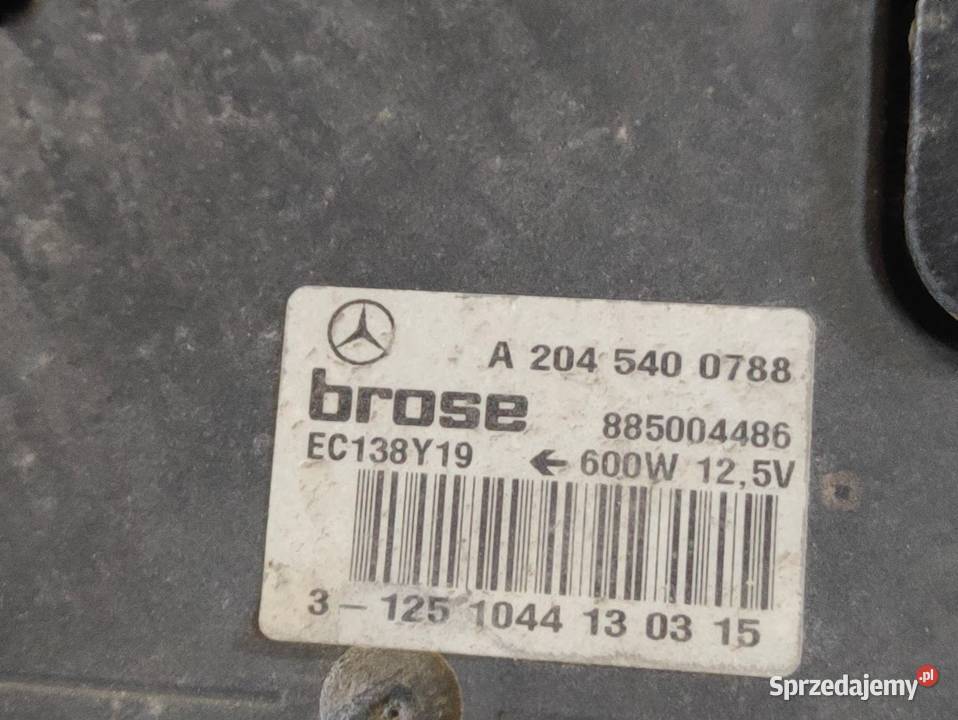 A 204 540 0788
brose
885004486
EC138Y19 ← 600W 12,5V
3-125 1044 13 03 15
Sprzedajemy.pl